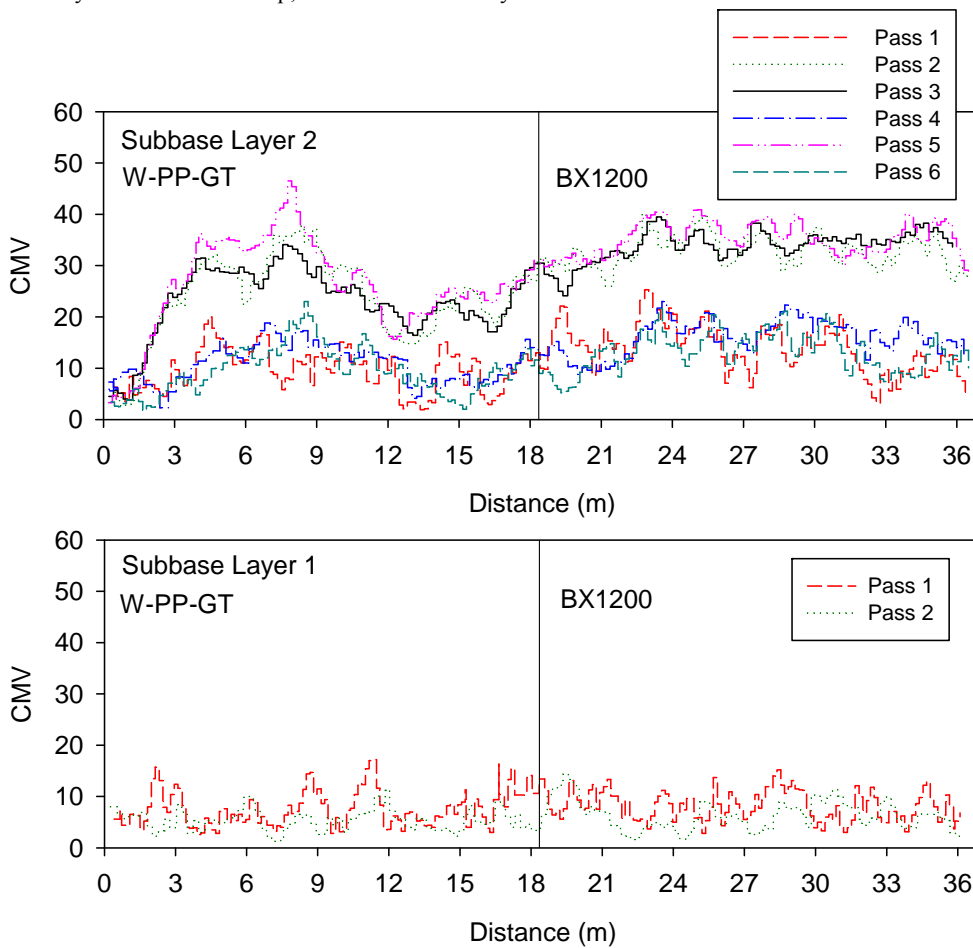 Pass 1
Pass 2
Pass 3
Pass 4
Pass 5
Pass 6
60
50
40
30
20
10
0
CMV
Subbase Layer 2
W-PP-GT
BX1200
0 3 6 9 12 15 18 21 24 27 30 33 36
Distance (m)
60
50
40
30
20
10
0
CMV
Subbase Layer 1
W-PP-GT
BX1200
Pass 1
Pass 2
0 3 6 9 12 15 18 21 24 27 30 33 36
Distance (m)